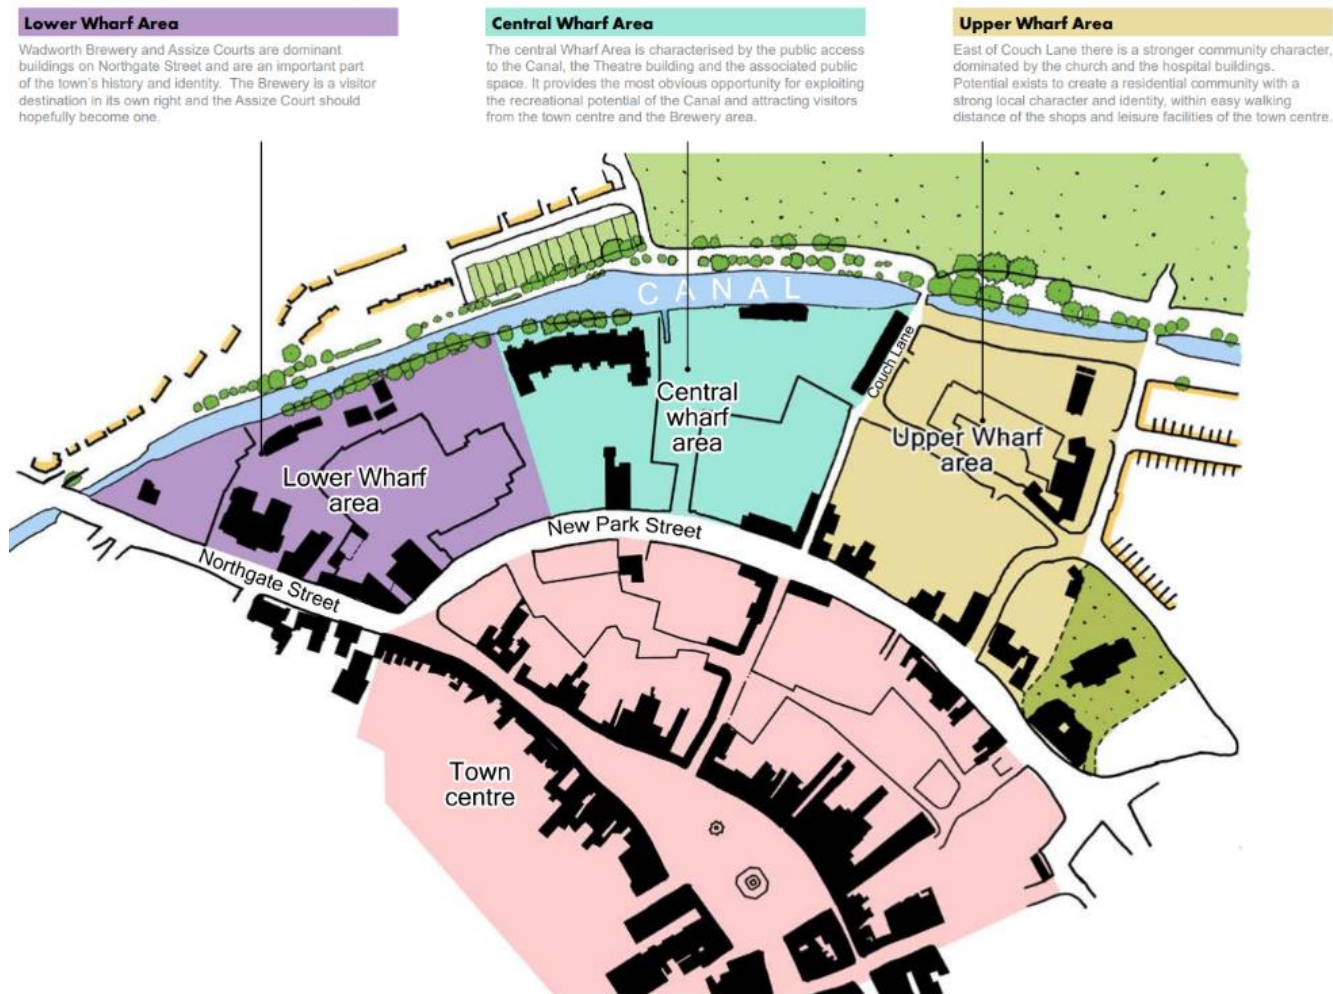 Lower Wharf Area
Wadworth Brewery and Assize Courts are dominant
buildings on Northgate Street and are an important part
of the town's history and identity. The Brewery is a visitor
destination in its own right and the Assize Court should
hopefully become one.
Central Wharf Area
The central Wharf Area is characterised by the public access
to the Canal, the Theatre building and the associated public
space. It provides the most obvious opportunity for exploiting
the recreational potential of the Canal and attracting visitors
from the town centre and the Brewery area.
Upper Wharf Area
East of Couch Lane there is a stronger community character,
dominated by the church and the hospital buildings.
Potential exists to create a residential community with a
strong local character and identity, within easy walking
distance of the shops and leisure facilities of the town centre.
CANAL
Couch Lane
Central
wharf
area
Upper Wharf
area
Lower Wharf
area
New Park Street
Northgate Street
Town
centre